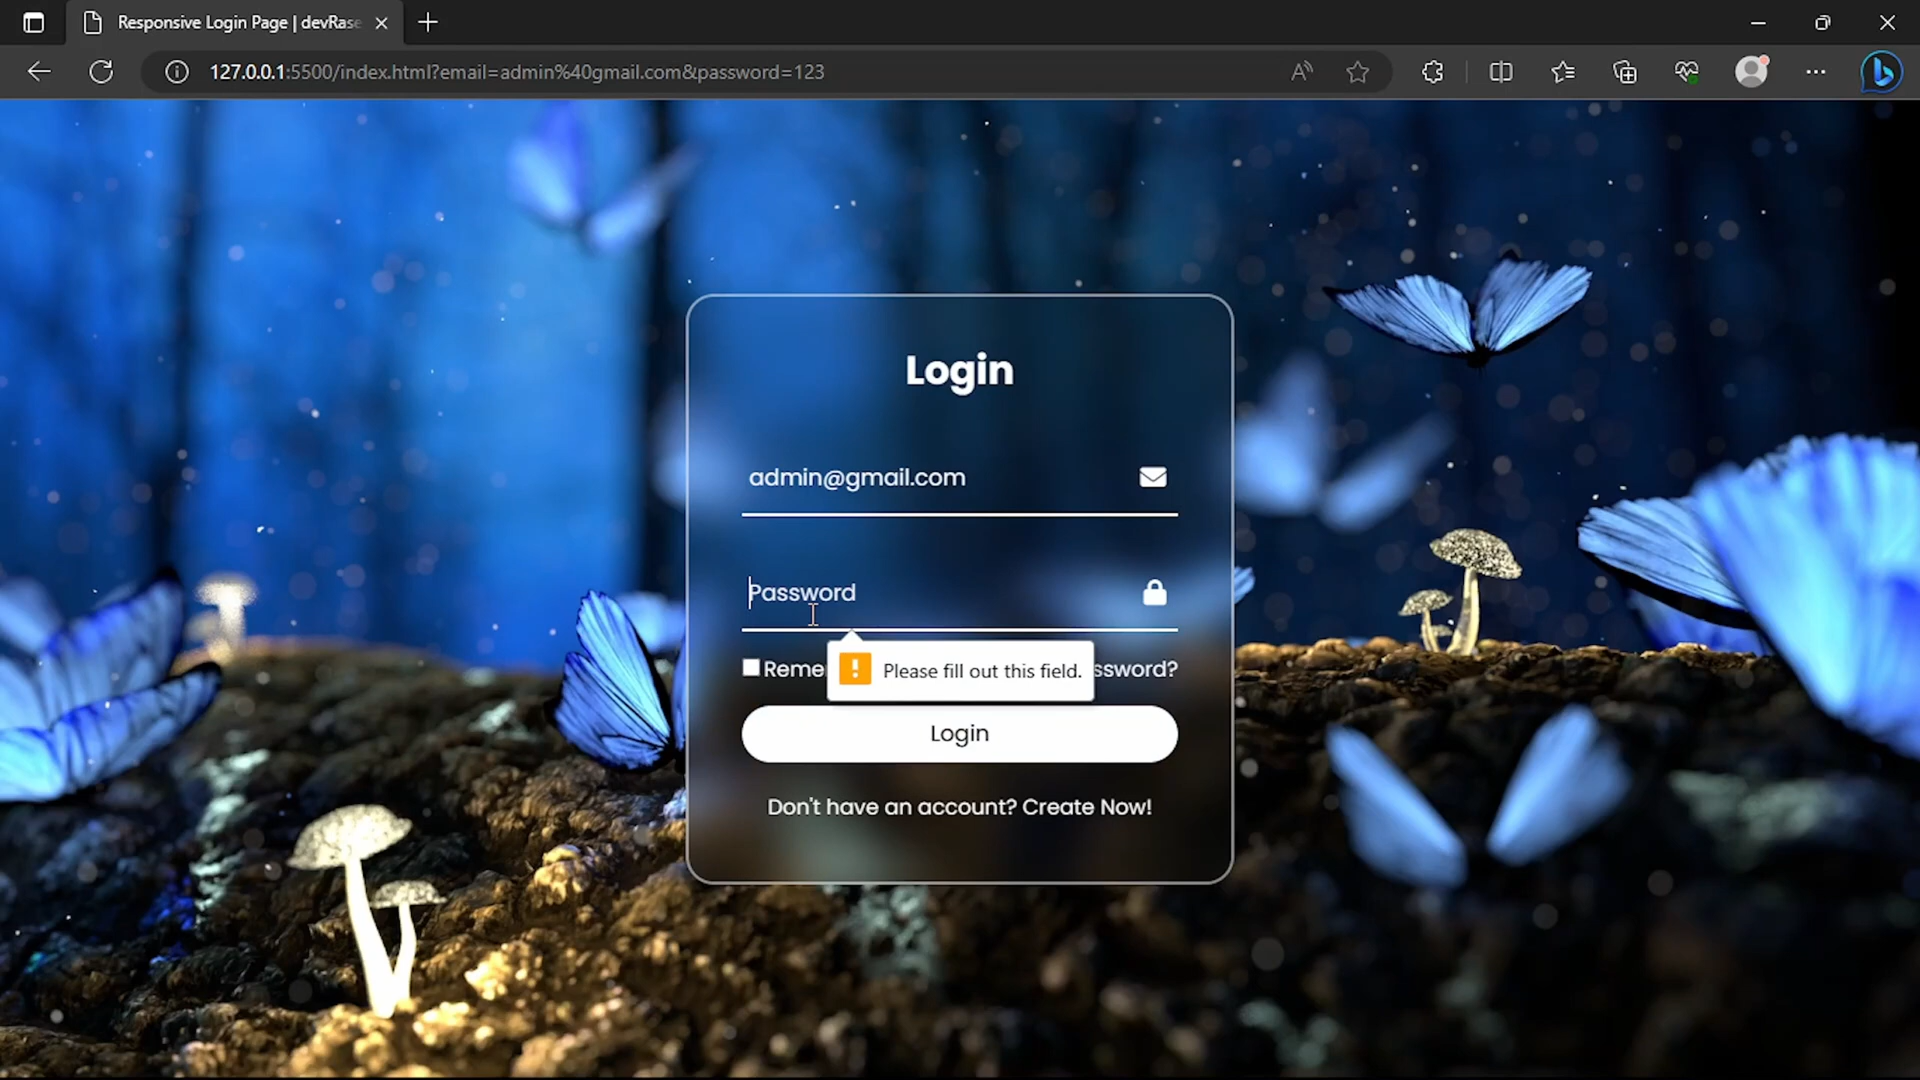 Responsive Login Page | devRase
127.0.0.1:5500/index.html?email=admin%40gmail.com&password=123
Login
admin@gmail.com
Password
Please fill out this field.
Reme
ssword?
Login
Don't have an account? Create Now!